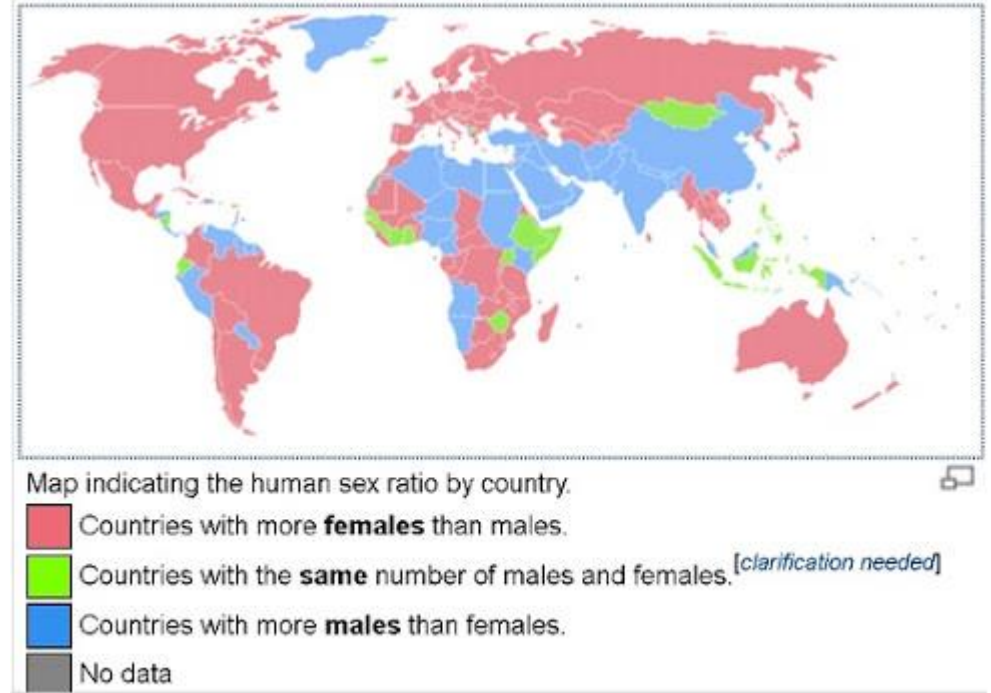 Map indicating the human sex ratio by country.
Countries with more females than males.
Countries with the same number of males and females.[clarification needed]
Countries with more males than females.
No data